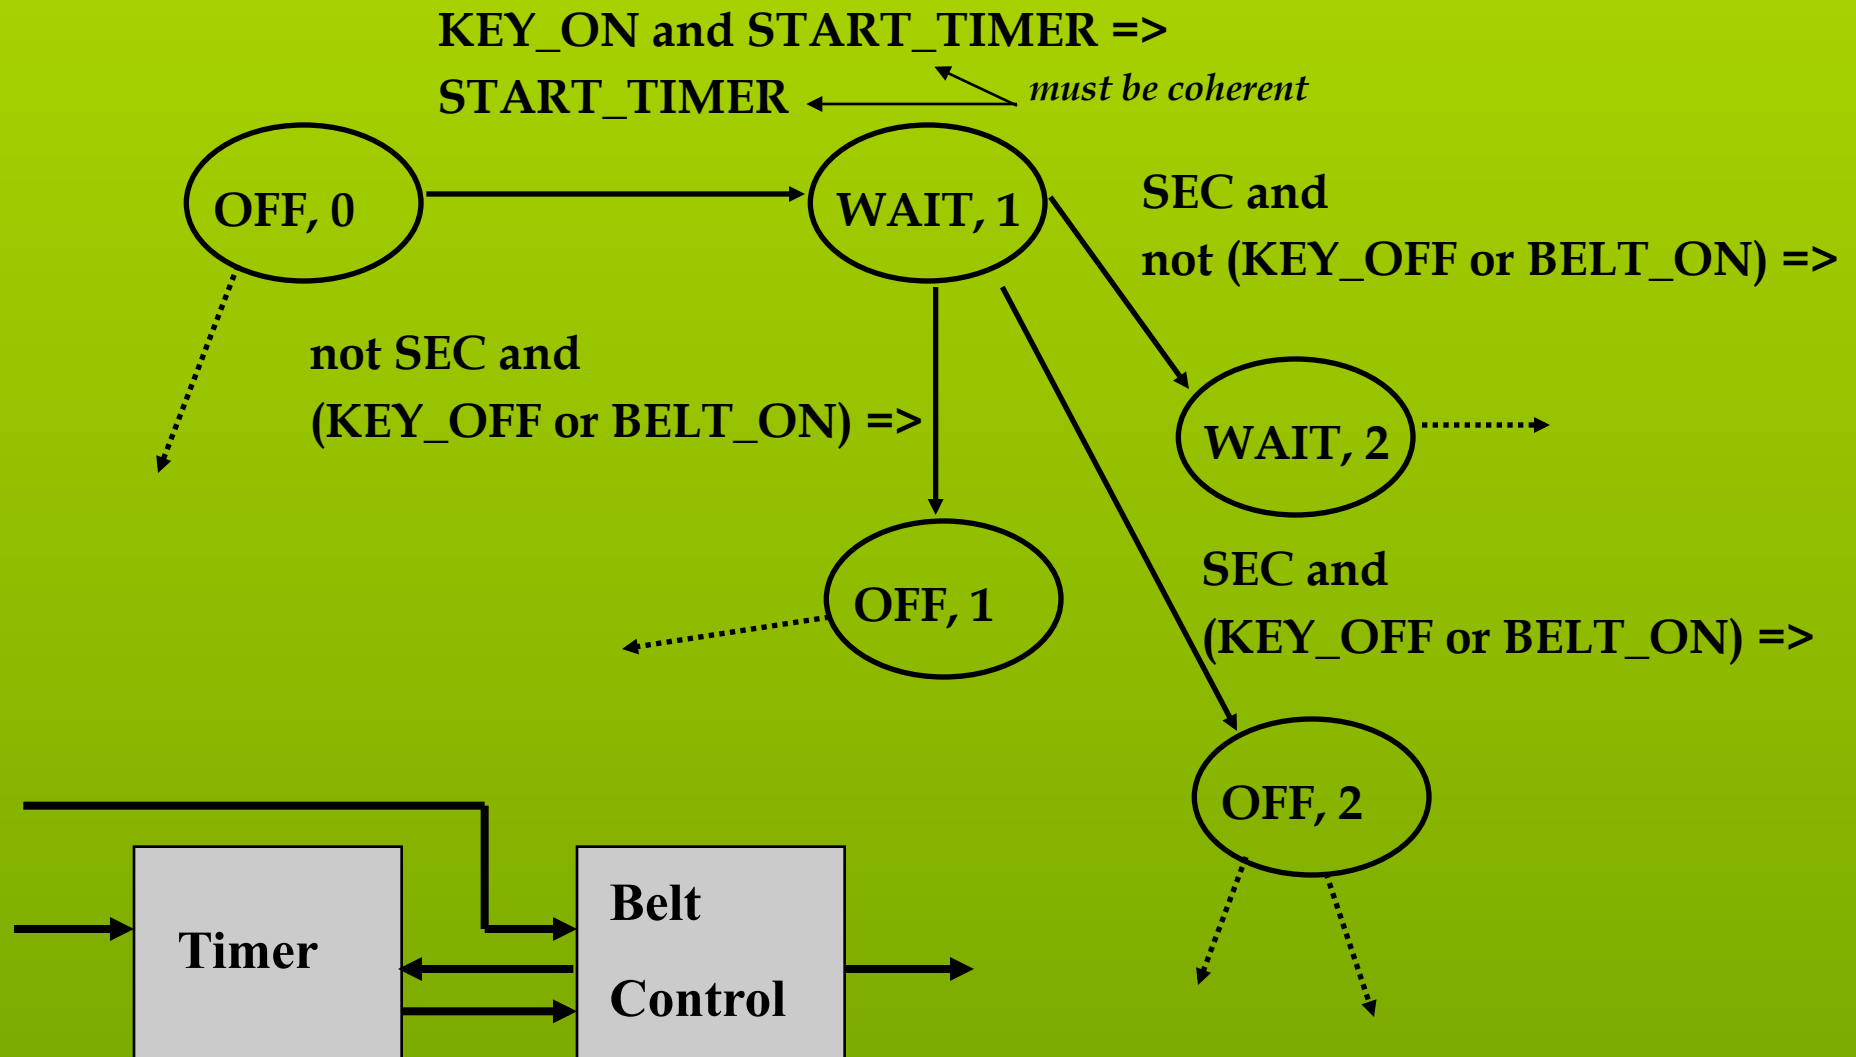 KEY_ON and START_TIMER =>
START_TIMER
must be coherent
OFF, 0
WAIT, 1
SEC and
not (KEY_OFF or BELT_ON) =>
not SEC and
(KEY_OFF or BELT_ON) =>
WAIT, 2
OFF, 1
SEC and
(KEY_OFF or BELT_ON) =>
OFF, 2
Timer
Belt
Control